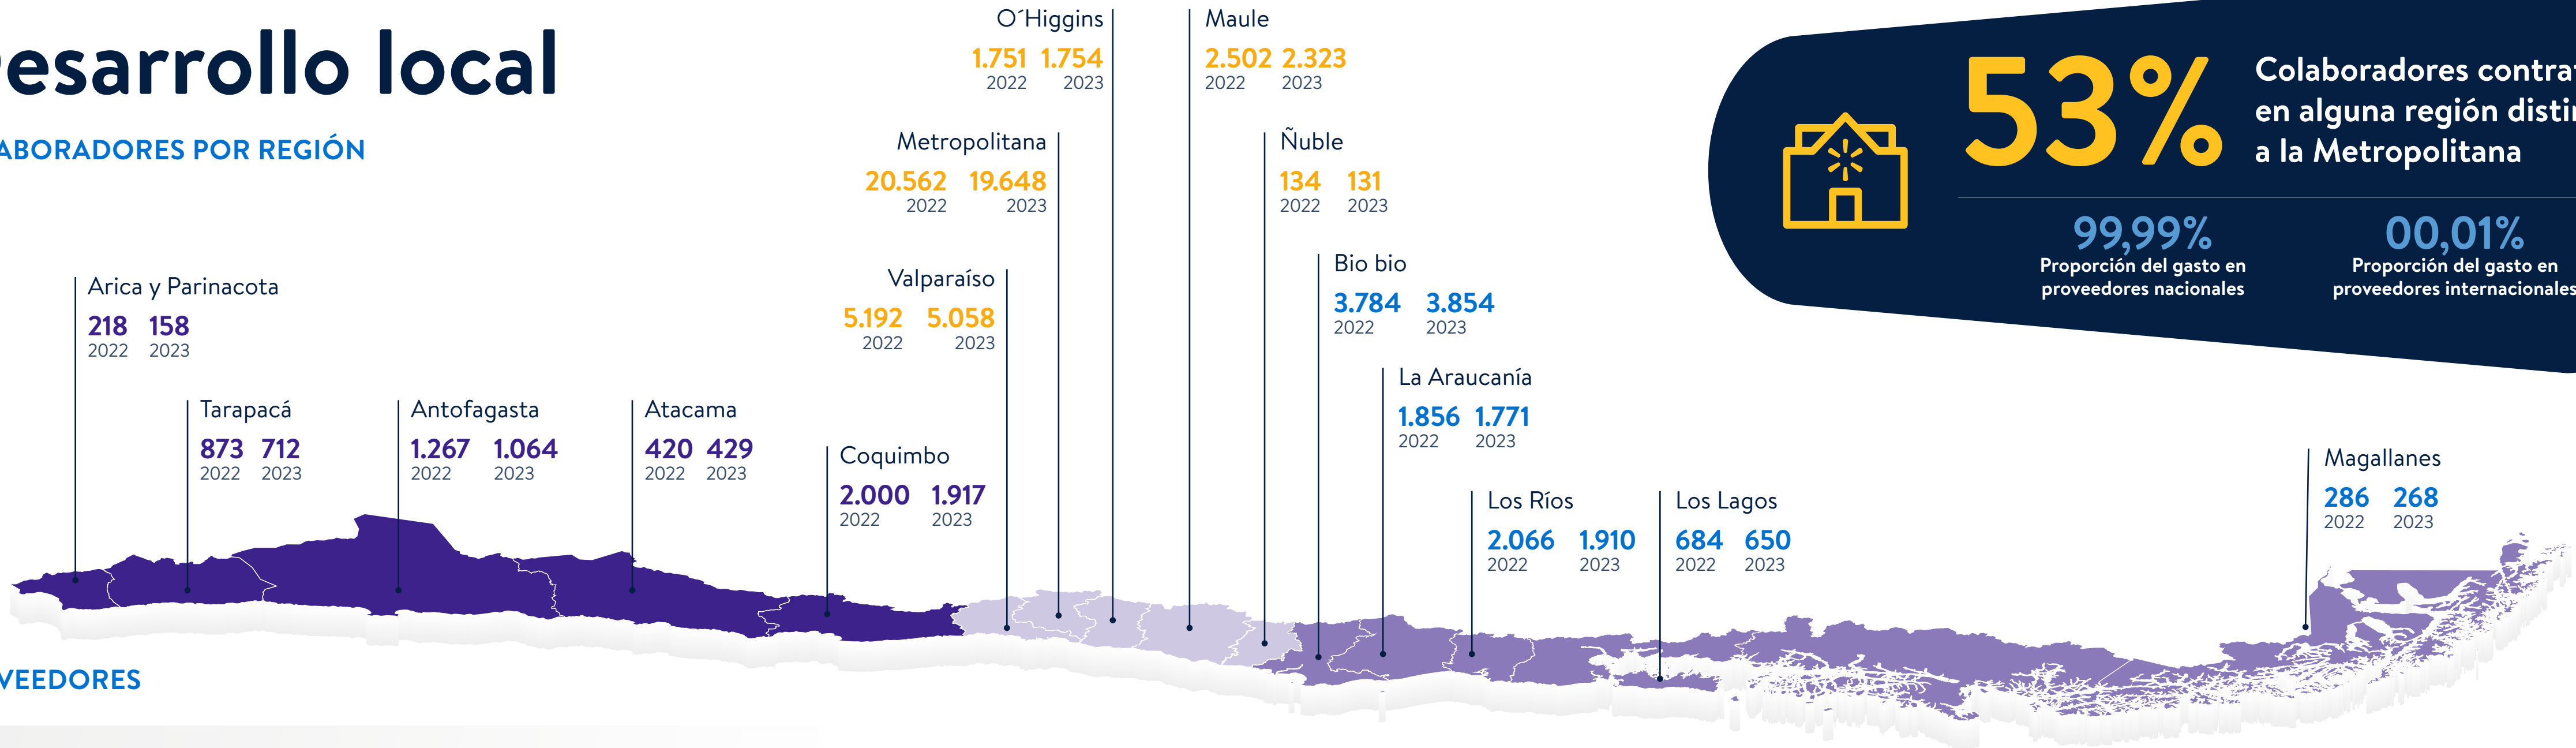 esarrollo local
ABORADORES POR REGIÓN
O´Higgins
1.751 1.754
2022 2023
Maule
2.502 2.323
2022 2023
Metropolitana
20.562 19.648
2022 2023
Ñuble
134 131
2022 2023
Valparaíso
5.192 5.058
2022 2023
Bio bio
3.784 3.854
2022 2023
Arica y Parinacota
218 158
2022 2023
La Araucanía
1.856 1.771
2022 2023
Tarapacá
873 712
2022 2023
Antofagasta
1.267 1.064
2022 2023
Atacama
420 429
2022 2023
Coquimbo
2.000 1.917
2022 2023
Los Ríos
2.066 1.910
2022 2023
Los Lagos
684 650
2022 2023
Magallanes
286 268
2022 2023
53%
Colaboradores contra
en alguna región disti
a la Metropolitana
99,99%
Proporción del gasto en
proveedores nacionales
00,01%
Proporción del gasto en
proveedores internacionales
VEEDORES